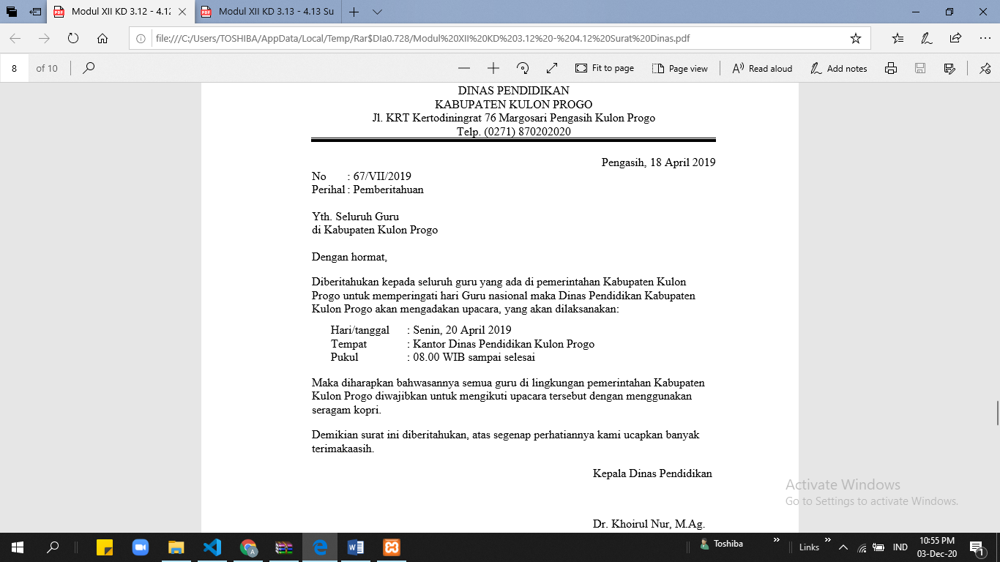 Modul XII KD 3.12 - 4.12
Modul XII KD 3.13 - 4.13 Su
file:///C:/Users/TOSHIBA/AppData/Local/Temp/Rar$DIa0.728/Modul%20XII%20KD%203.12%20-%204.12%20Surat%20Dinas.pdf
8 of 10
Fit to page
Page view
Read aloud
Add notes
DINAS PENDIDIKAN
KABUPATEN KULON PROGO
Jl. KRT Kertodiningrat 76 Margosari Pengasih Kulon Progo
Telp. (0271) 870202020
Pengasih, 18 April 2019
No : 67/VII/2019
Perihal : Pemberitahuan
Yth. Seluruh Guru
di Kabupaten Kulon Progo
Dengan hormat,
Diberitahukan kepada seluruh guru yang ada di pemerintahan Kabupaten Kulon
Progo untuk memperingati hari Guru nasional maka Dinas Pendidikan Kabupaten
Kulon Progo akan mengadakan upacara, yang akan dilaksanakan:
Hari/tanggal : Senin, 20 April 2019
Tempat : Kantor Dinas Pendidikan Kulon Progo
Pukul : 08.00 WIB sampai selesai
Maka diharapkan bahwasannya semua guru di lingkungan pemerintahan Kabupaten
Kulon Progo diwajibkan untuk mengikuti upacara tersebut dengan menggunakan
seragam kopri.
Demikian surat ini diberitahukan, atas segenap perhatiannya kami ucapkan banyak
terimakaasih.
Kepala Dinas Pendidikan
Dr. Khoirul Nur, M.Ag.
Activate Windows
Go to Settings to activate Windows.
Toshiba
Links
IND
10:55 PM
03-Dec-20
1